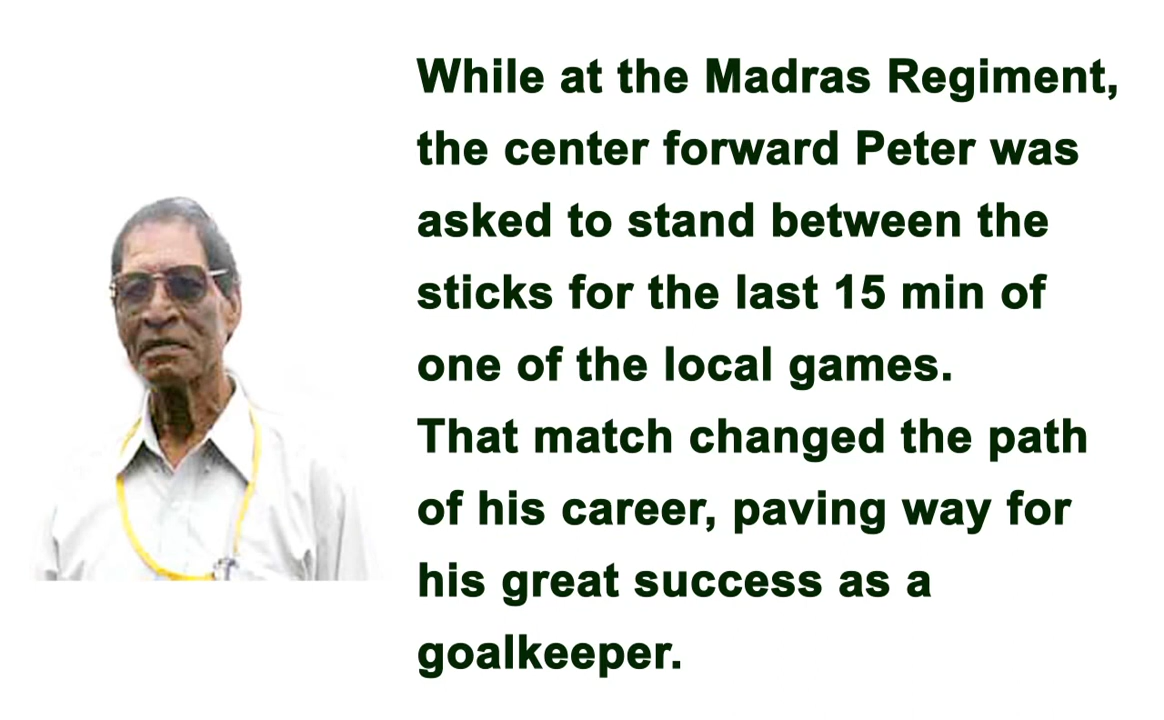 While at the Madras Regiment,
the center forward Peter was
asked to stand between the
sticks for the last 15 min of
one of the local games.
That match changed the path
of his career, paving way for
his great success as a
goalkeeper.